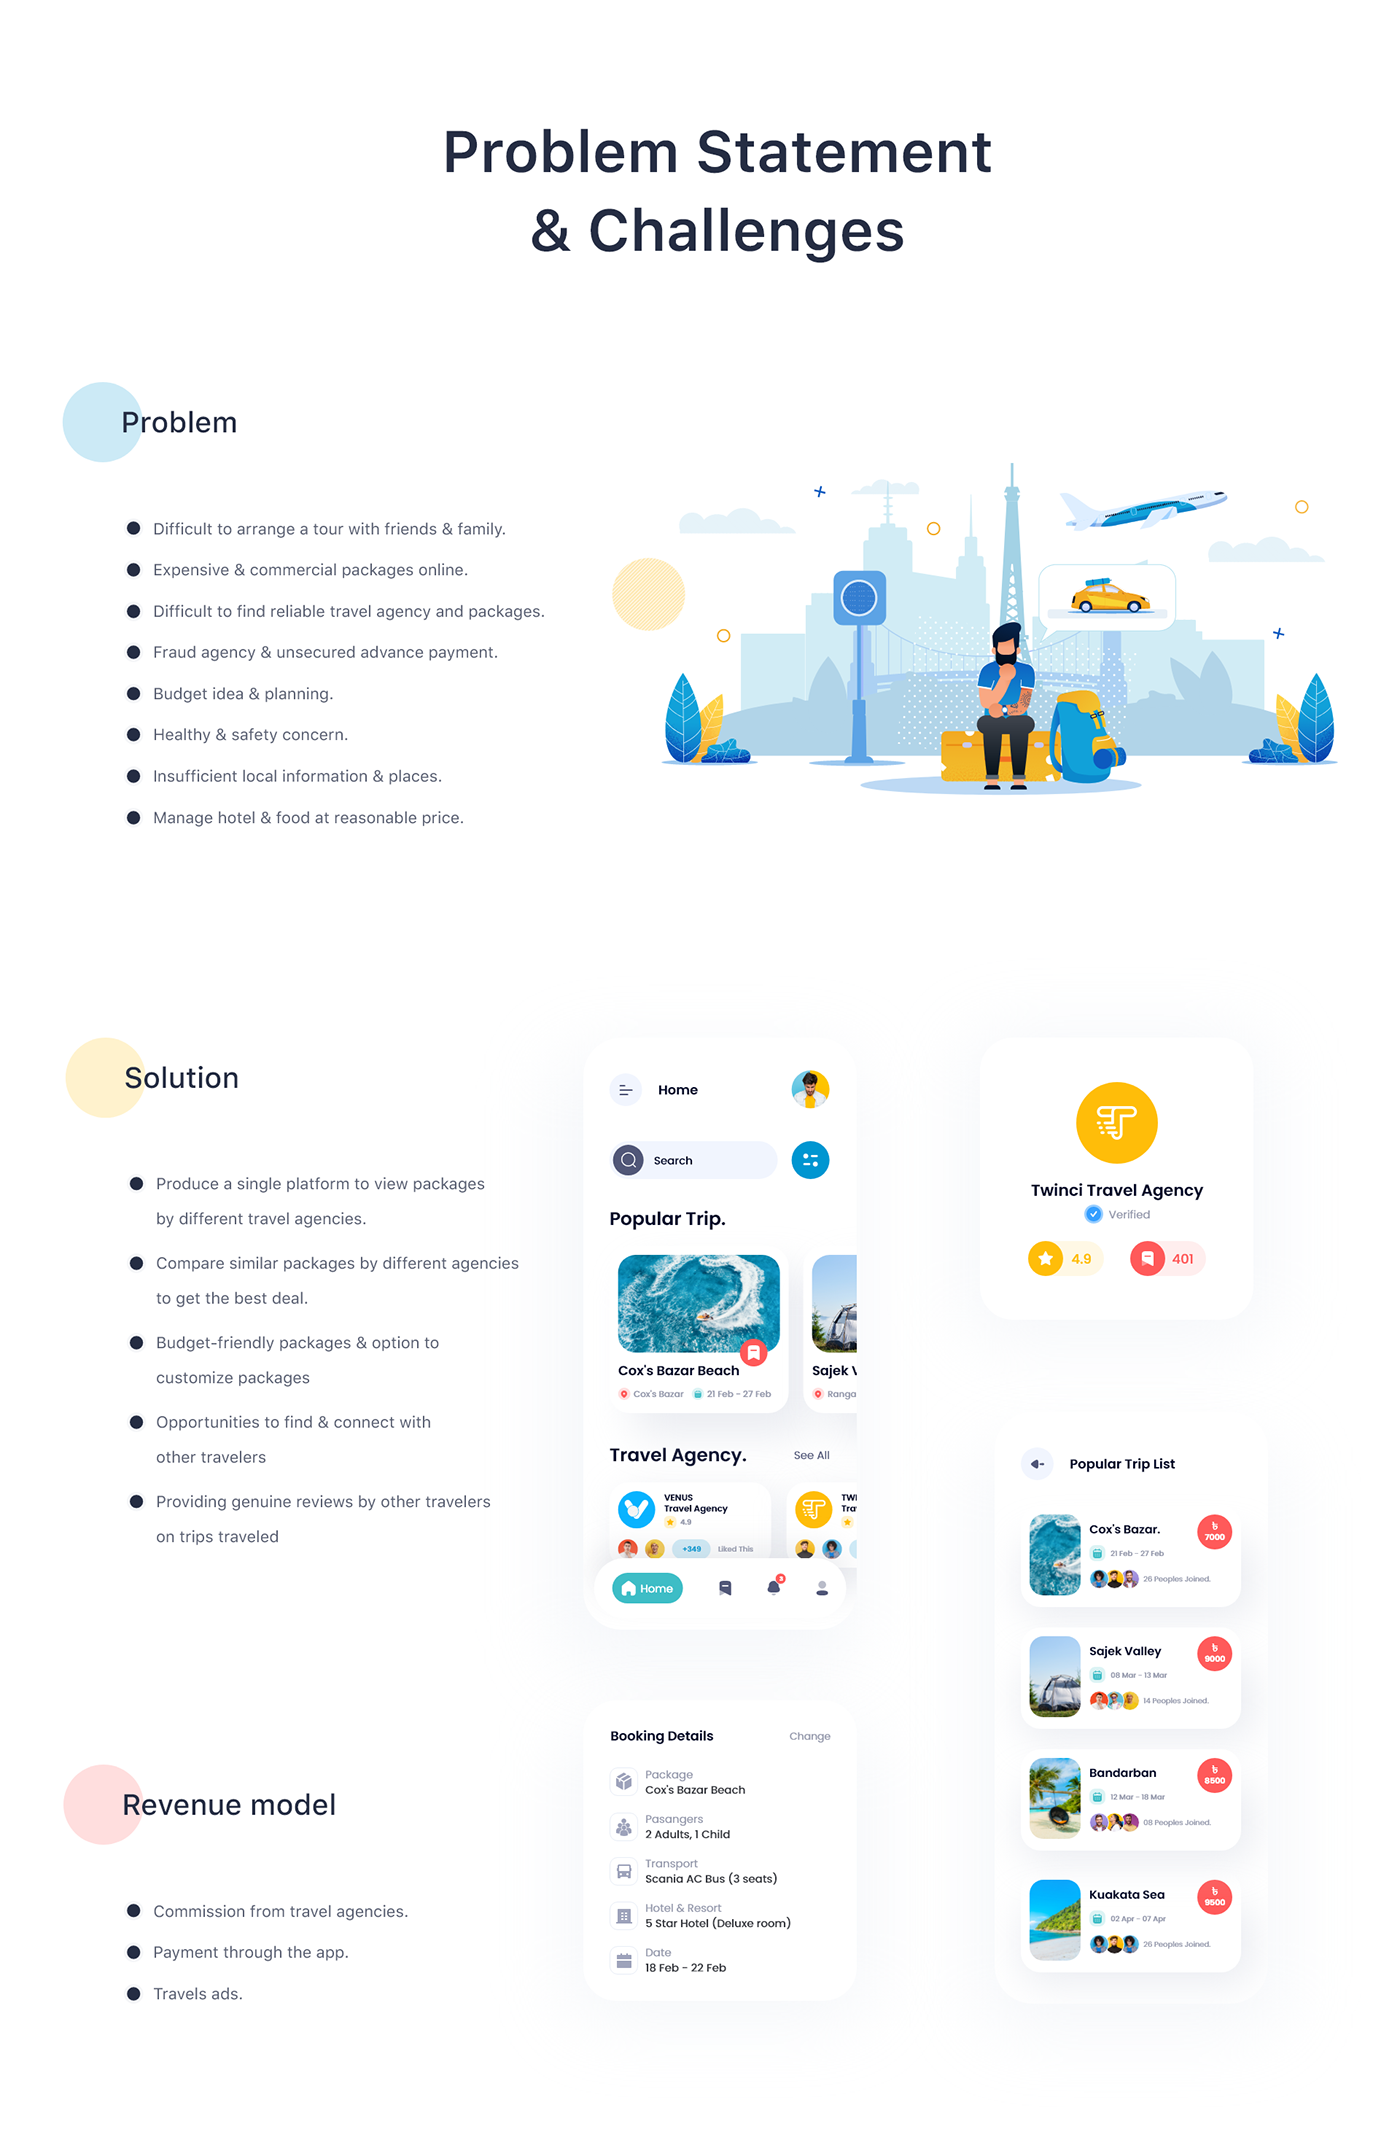 Problem Statement
& Challenges
Problem
Difficult to arrange a tour with friends & family.
Expensive & commercial packages online.
Difficult to find reliable travel agency and packages.
Fraud agency & unsecured advance payment.
Budget idea & planning.
Healthy & safety concern.
Insufficient local information & places.
Manage hotel & food at reasonable price.
Solution
Produce a single platform to view packages
by different travel agencies.
Compare similar packages by different agencies
to get the best deal.
Budget-friendly packages & option to
customize packages
Opportunities to find & connect with
other travelers
Providing genuine reviews by other travelers
on trips traveled
Revenue model
Commission from travel agencies.
Payment through the app.
Travels ads.
Home
Search
Popular Trip.
Cox's Bazar Beach
Cox's Bazar 21 Feb - 27 Feb
Sajek V
Ranga
Travel Agency. See All
VENUS
Travel Agency
4.9
+349 Liked This
TWI
Tra
Home 3
Booking Details Change
Package
Cox's Bazar Beach
Pasangers
2 Adults, 1 Child
Transport
Scania AC Bus (3 seats)
Hotel & Resort
5 Star Hotel (Deluxe room)
Date
18 Feb - 22 Feb
Twinci Travel Agency
Verified
4.9 401
Popular Trip List
Cox's Bazar.
৳
7000
21 Feb - 27 Feb
26 Peoples Joined.
Sajek Valley
৳
9000
08 Mar - 13 Mar
14 Peoples Joined.
Bandarban
৳
8500
12 Mar - 18 Mar
08 Peoples Joined.
Kuakata Sea
৳
9500
02 Apr - 07 Apr
26 Peoples Joined.